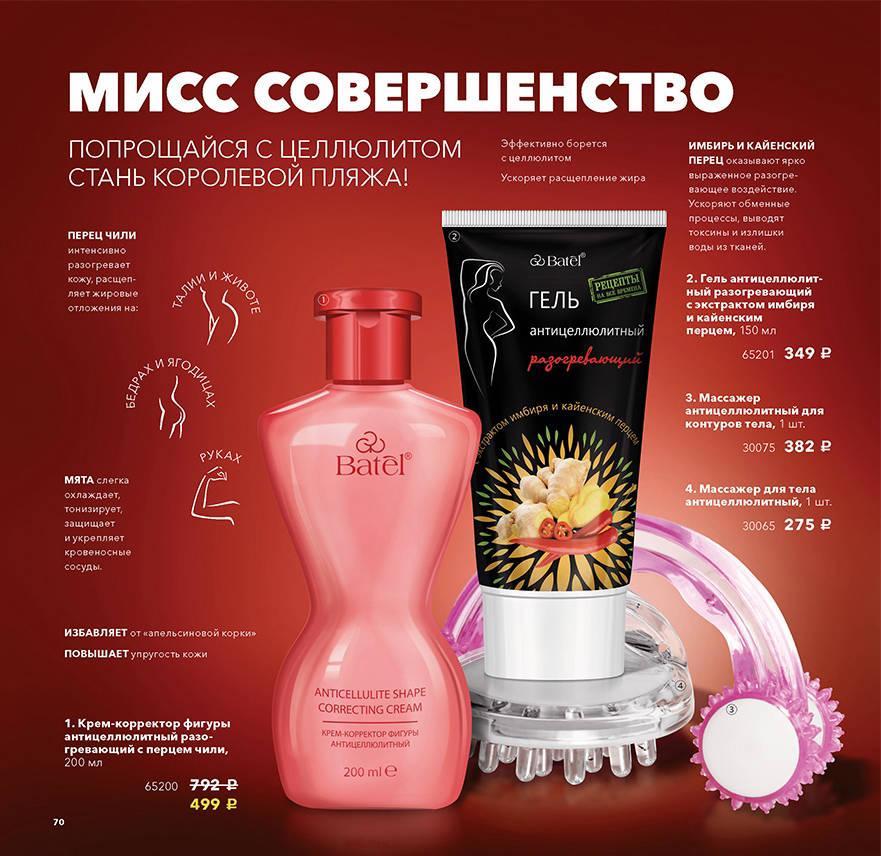 МИСС СОВЕРШЕНСТВО
ПОПРОЩАЙСЯ С ЦЕЛЛЮЛИТОМ
СТАНЬ КОРОЛЕВОЙ ПЛЯЖА!
Эффективно борется
с целлюлитом
Ускоряет расщепление жира
ИМБИРЬ И КАЙЕНСКИЙ
ПЕРЕЦ оказывают ярко
выраженное разогре-
вающее воздействие.
Ускоряют обменные
процессы, выводят
токсины и излишки
воды из тканей.
ПЕРЕЦ ЧИЛИ
интенсивно
разогревает
кожу, расщеп-
ляет жировые
отложения на:
ТАЛИИ И ЖИВОТЕ
БЕДРАХ И ЯГОДИЦАХ
РУКАХ
МЯТА слегка
охлаждает,
тонизирует,
защищает
и укрепляет
кровеносные
сосуды.
ИЗБАВЛЯЕТ от «апельсиновой корки»
ПОВЫШАЕТ упругость кожи
1. Крем-корректор фигуры
антицеллюлитный разо-
гревающий с перцем чили,
200 мл
65200 792 ₽
499 ₽
1
Batel®
ANTICELLULITE SHAPE
CORRECTING CREAM
КРЕМ-КОРРЕКТОР ФИГУРЫ
АНТИЦЕЛЛЮЛИТНЫЙ
200 ml ℮
2
Batel®
РЕЦЕПТЫ
НА ВСЕ ВРЕМЕНА
ГЕЛЬ
антицеллюлитный
разогревающий
с экстрактом имбиря и кайенским перцем
2. Гель антицеллюлит-
ный разогревающий
с экстрактом имбиря
и кайенским
перцем, 150 мл
65201 349 ₽
3. Массажер
антицеллюлитный для
контуров тела, 1 шт.
30075 382 ₽
4. Массажер для тела
антицеллюлитный, 1 шт.
30065 275 ₽
4
3
70